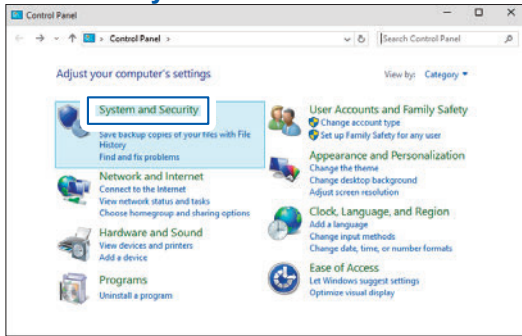 Control Panel
Control Panel
Search Control Panel
Adjust your computer's settings
View by: Category
System and Security
Save backup copies of your files with File
History
Find and fix problems
Network and Internet
Connect to the Internet
View network status and tasks
Choose homegroup and sharing options
Hardware and Sound
View devices and printers
Add a device
Programs
Uninstall a program
User Accounts and Family Safety
Change account type
Set up Family Safety for any user
Appearance and Personalization
Change the theme
Change desktop background
Adjust screen resolution
Clock, Language, and Region
Add a language
Change input methods
Change date, time, or number formats
Ease of Access
Let Windows suggest settings
Optimize visual display